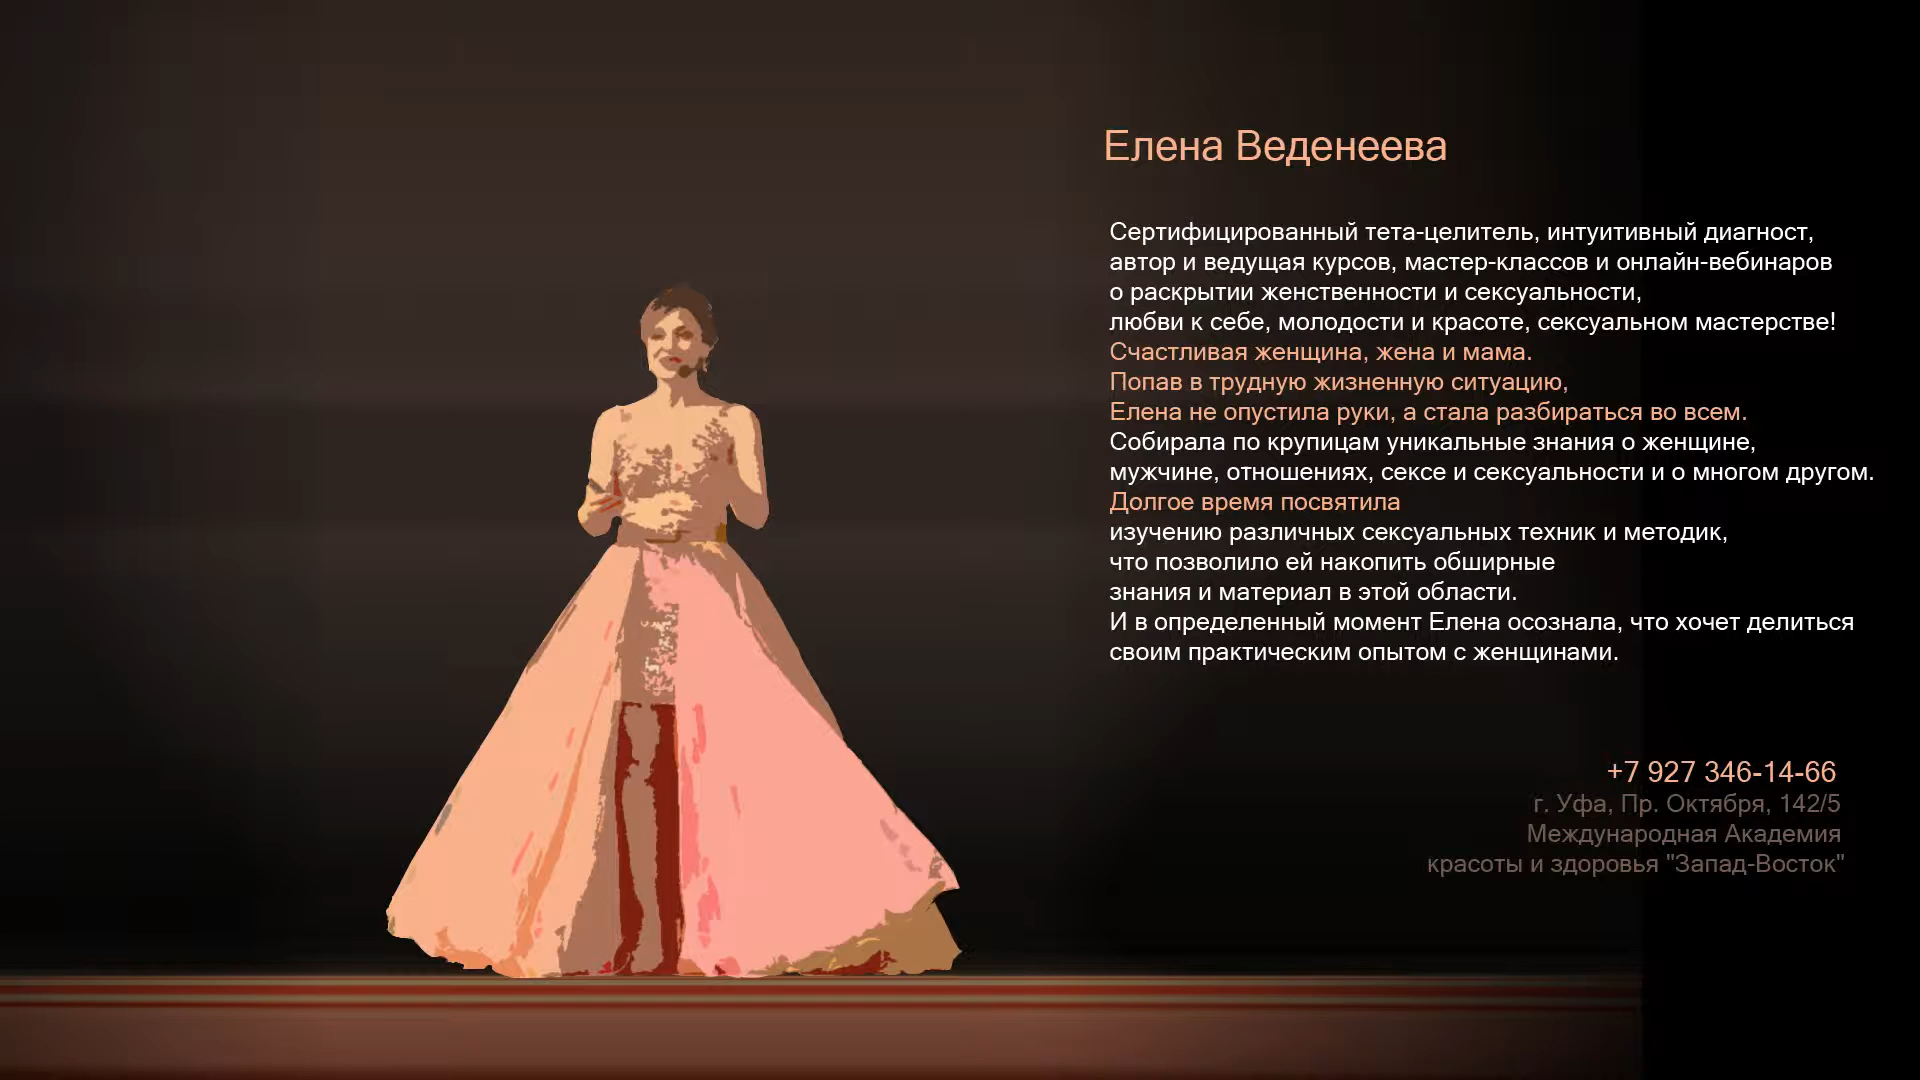 Елена Веденеева
Сертифицированный тета-целитель, интуитивный диагност,
автор и ведущая курсов, мастер-классов и онлайн-вебинаров
о раскрытии женственности и сексуальности,
любви к себе, молодости и красоте, сексуальном мастерстве!
Счастливая женщина, жена и мама.
Попав в трудную жизненную ситуацию,
Елена не опустила руки, а стала разбираться во всем.
Собирала по крупицам уникальные знания о женщине,
мужчине, отношениях, сексе и сексуальности и о многом другом.
Долгое время посвятила
изучению различных сексуальных техник и методик,
что позволило ей накопить обширные
знания и материал в этой области.
И в определенный момент Елена осознала, что хочет делиться
своим практическим опытом с женщинами.
+7 927 346-14-66
г. Уфа, Пр. Октября, 142/5
Международная Академия
красоты и здоровья "Запад-Восток"